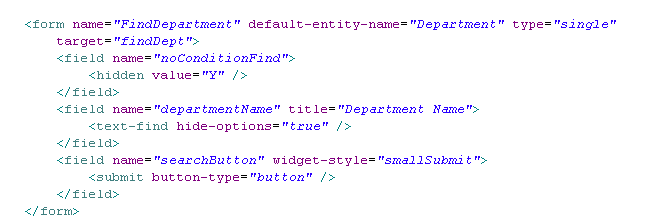 <form name="FindDepartment" default-entity-name="Department" type="single"
target="findDept">
<field name="noConditionFind">
<hidden value="Y" />
</field>
<field name="departmentName" title="Department Name">
<text-find hide-options="true" />
</field>
<field name="searchButton" widget-style="smallSubmit">
<submit button-type="button" />
</field>
</form>